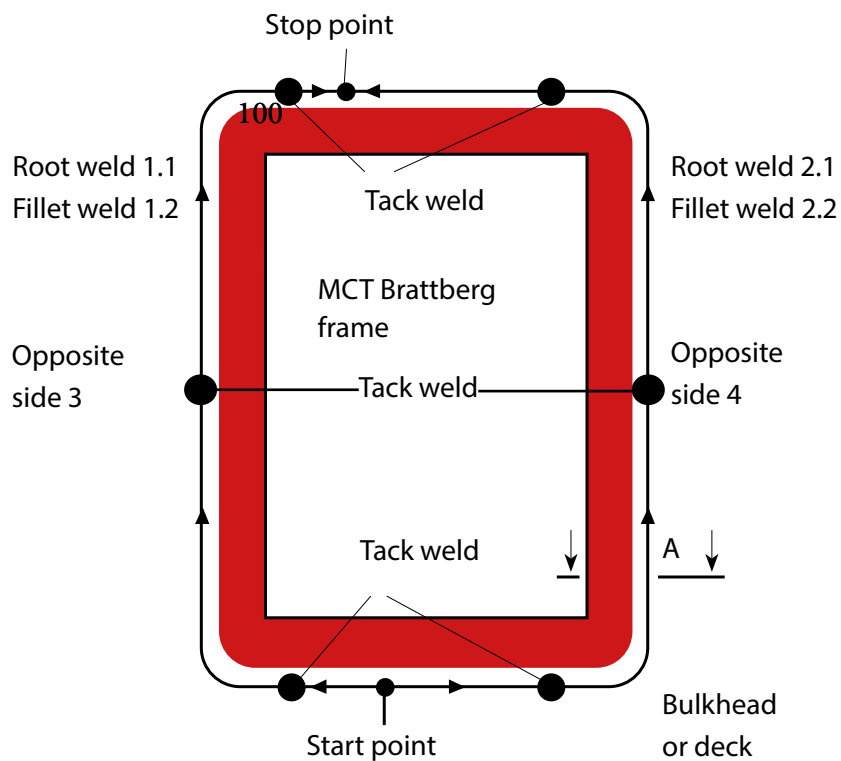 Stop point
100
Root weld 1.1
Fillet weld 1.2
Root weld 2.1
Fillet weld 2.2
Tack weld
MCT Brattberg
frame
Opposite
side 3
Tack weld
Opposite
side 4
Tack weld
A
Start point
Bulkhead
or deck